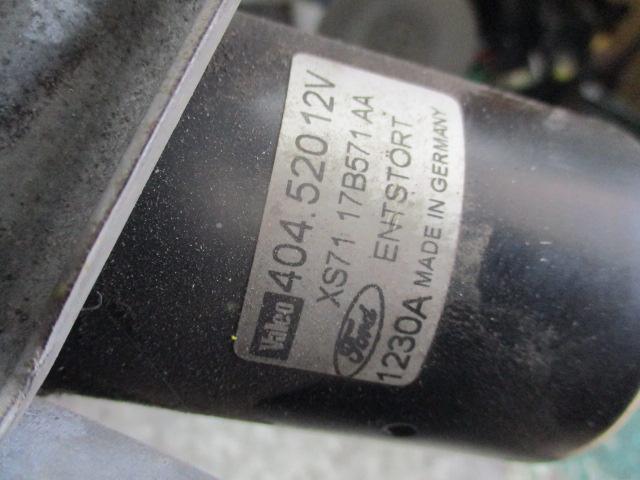 Valeo 404.520 12V
XS71 17B571 AA
Ford ENTSTÖRT
1230A MADE IN GERMANY